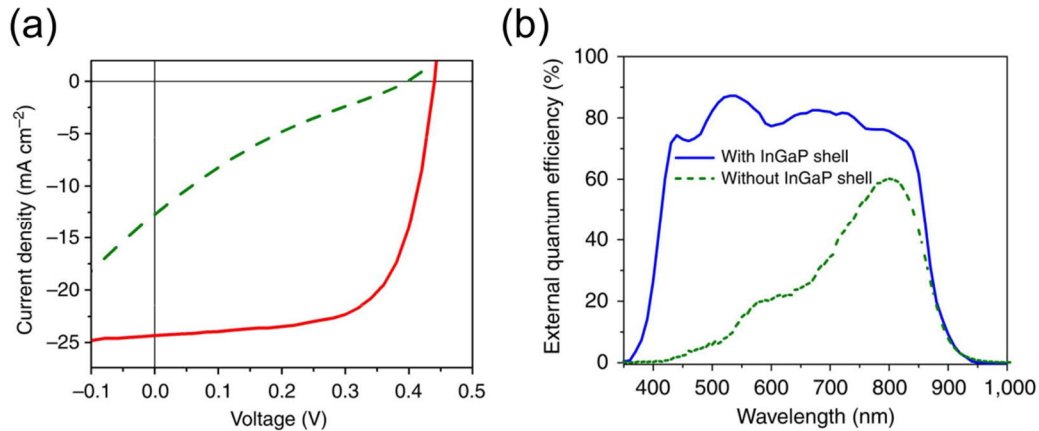 (a)
Current density (mA cm⁻²)
0
−5
−10
−15
−20
−25
−0.1 0.0 0.1 0.2 0.3 0.4 0.5
Voltage (V)
(b)
External quantum efficiency (%)
100
80
60
40
20
0
With InGaP shell
Without InGaP shell
400 500 600 700 800 900 1,000
Wavelength (nm)